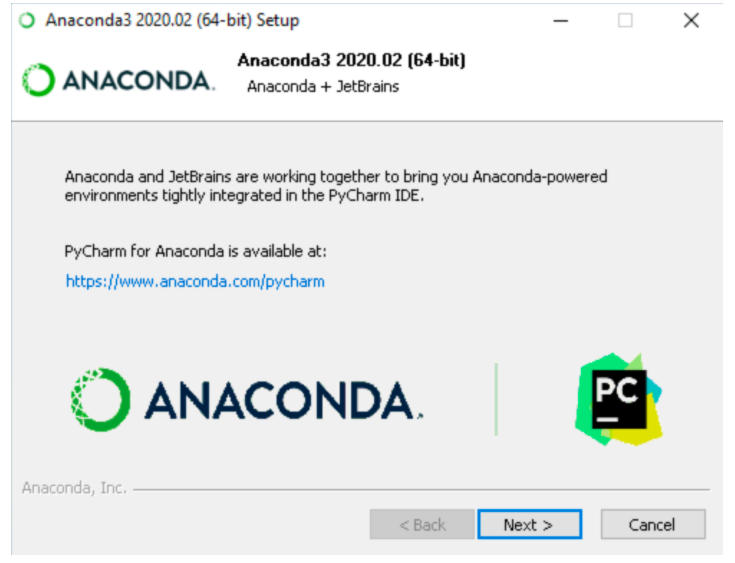 Anaconda3 2020.02 (64-bit) Setup
Anaconda3 2020.02 (64-bit)
ANACONDA.
Anaconda + JetBrains
Anaconda and JetBrains are working together to bring you Anaconda-powered
environments tightly integrated in the PyCharm IDE.
PyCharm for Anaconda is available at:
https://www.anaconda.com/pycharm
ANACONDA.
PC
Anaconda, Inc.
< Back Next > Cancel